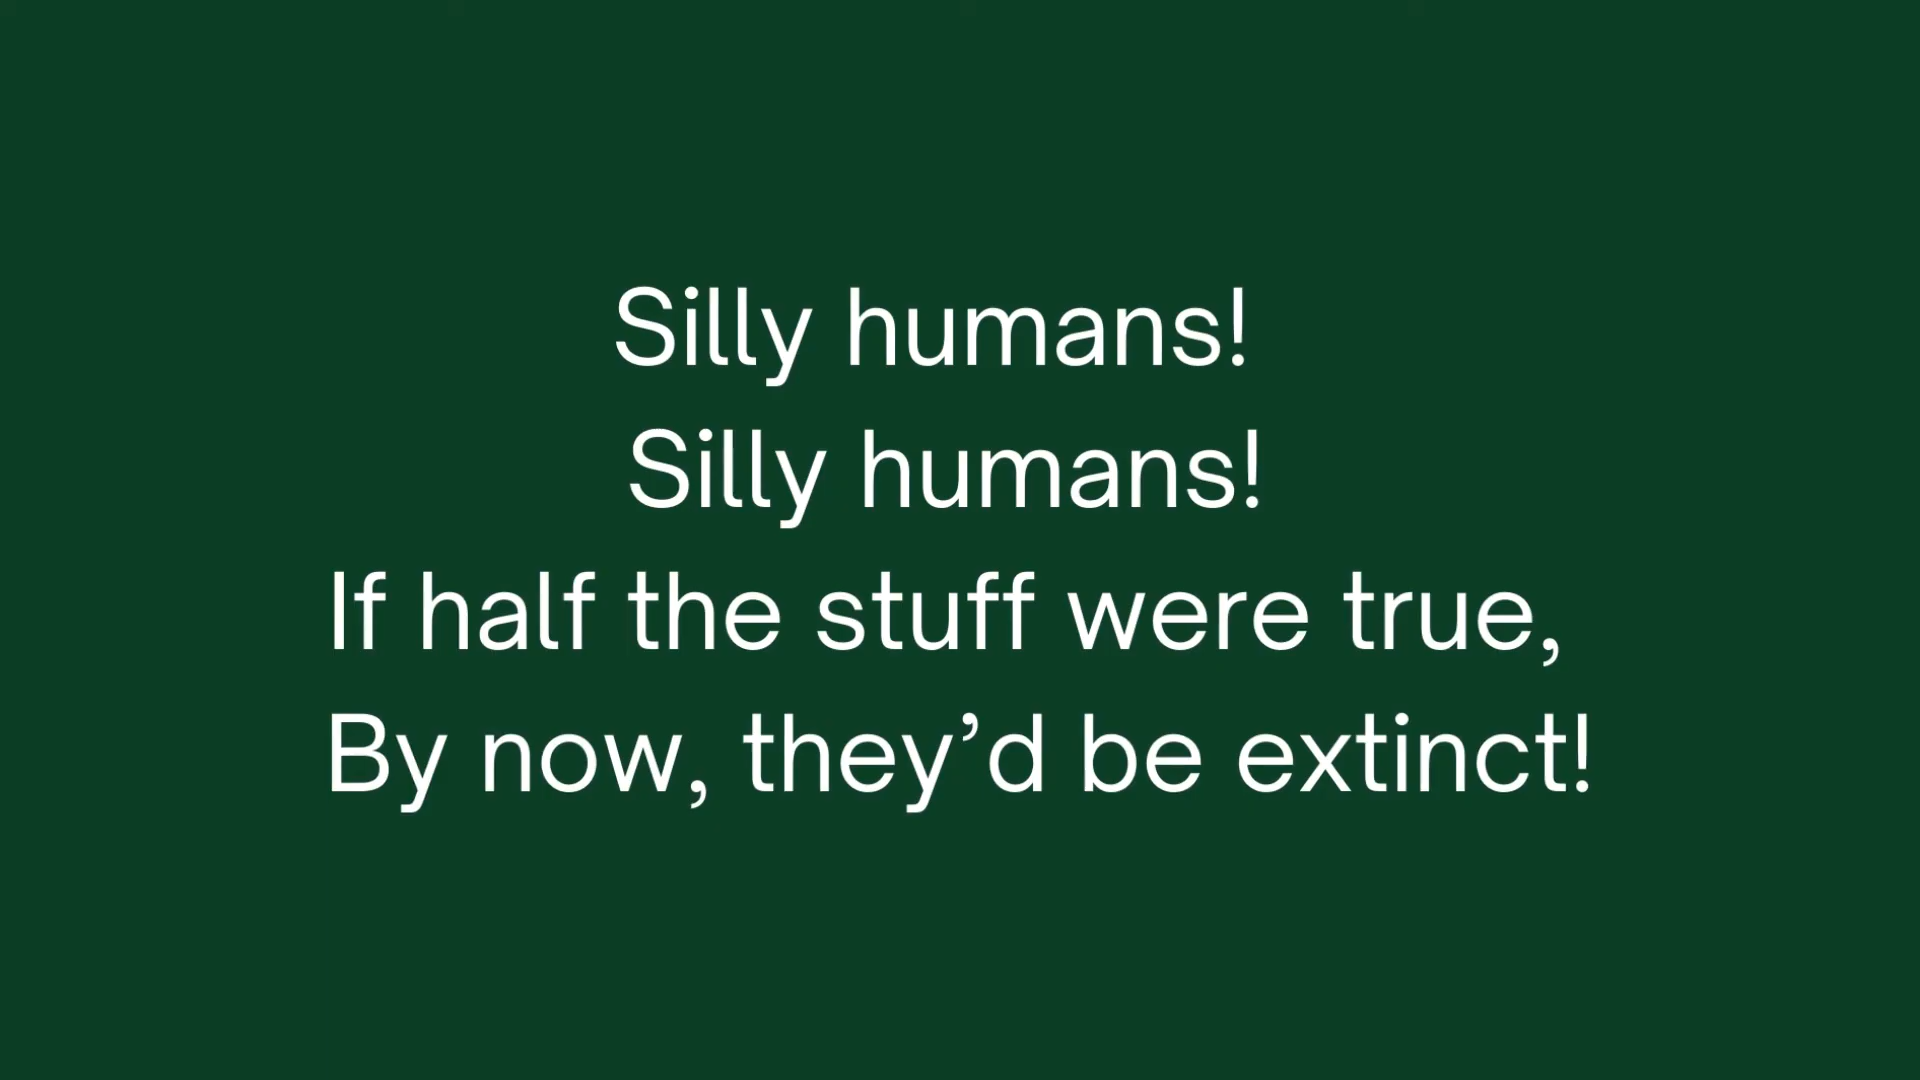 Silly humans!
Silly humans!
If half the stuff were true,
By now, they’d be extinct!